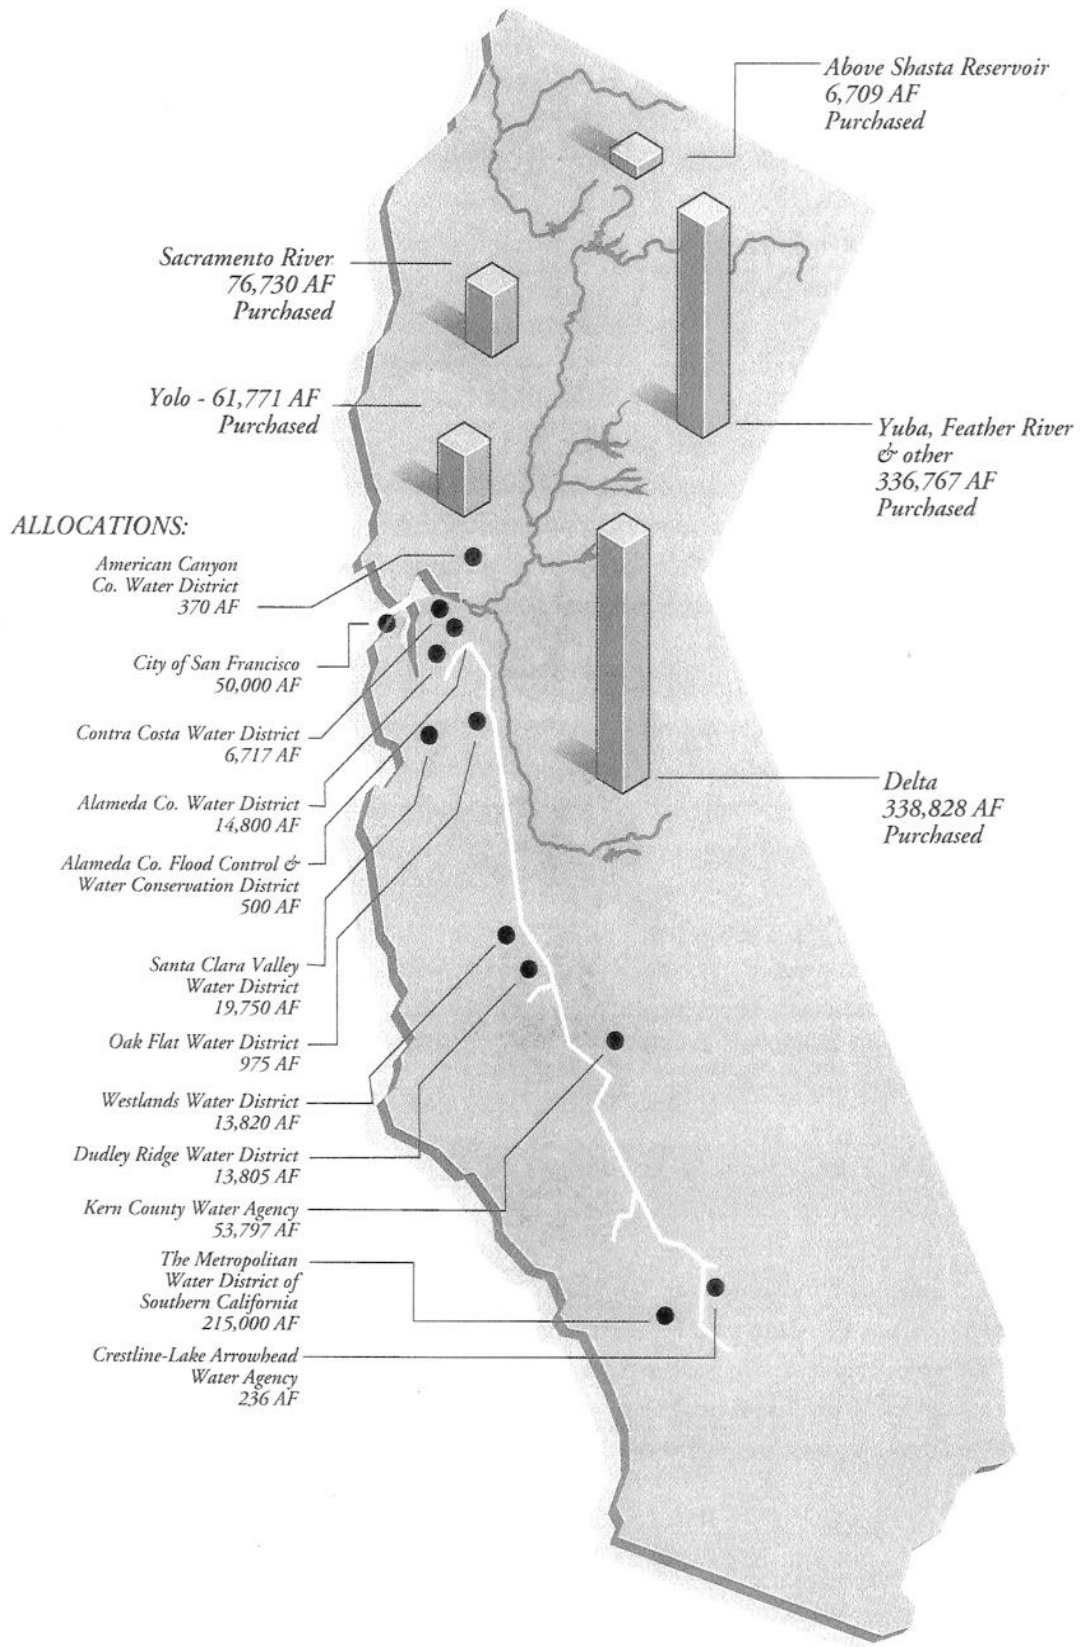 Above Shasta Reservoir
6,709 AF
Purchased
Sacramento River
76,730 AF
Purchased
Yolo - 61,771 AF
Purchased
Yuba, Feather River
& other
336,767 AF
Purchased
ALLOCATIONS:
American Canyon
Co. Water District
370 AF
City of San Francisco
50,000 AF
Contra Costa Water District
6,717 AF
Delta
338,828 AF
Purchased
Alameda Co. Water District
14,800 AF
Alameda Co. Flood Control &
Water Conservation District
500 AF
Santa Clara Valley
Water District
19,750 AF
Oak Flat Water District
975 AF
Westlands Water District
13,820 AF
Dudley Ridge Water District
13,805 AF
Kern County Water Agency
53,797 AF
The Metropolitan
Water District of
Southern California
215,000 AF
Crestline-Lake Arrowhead
Water Agency
236 AF